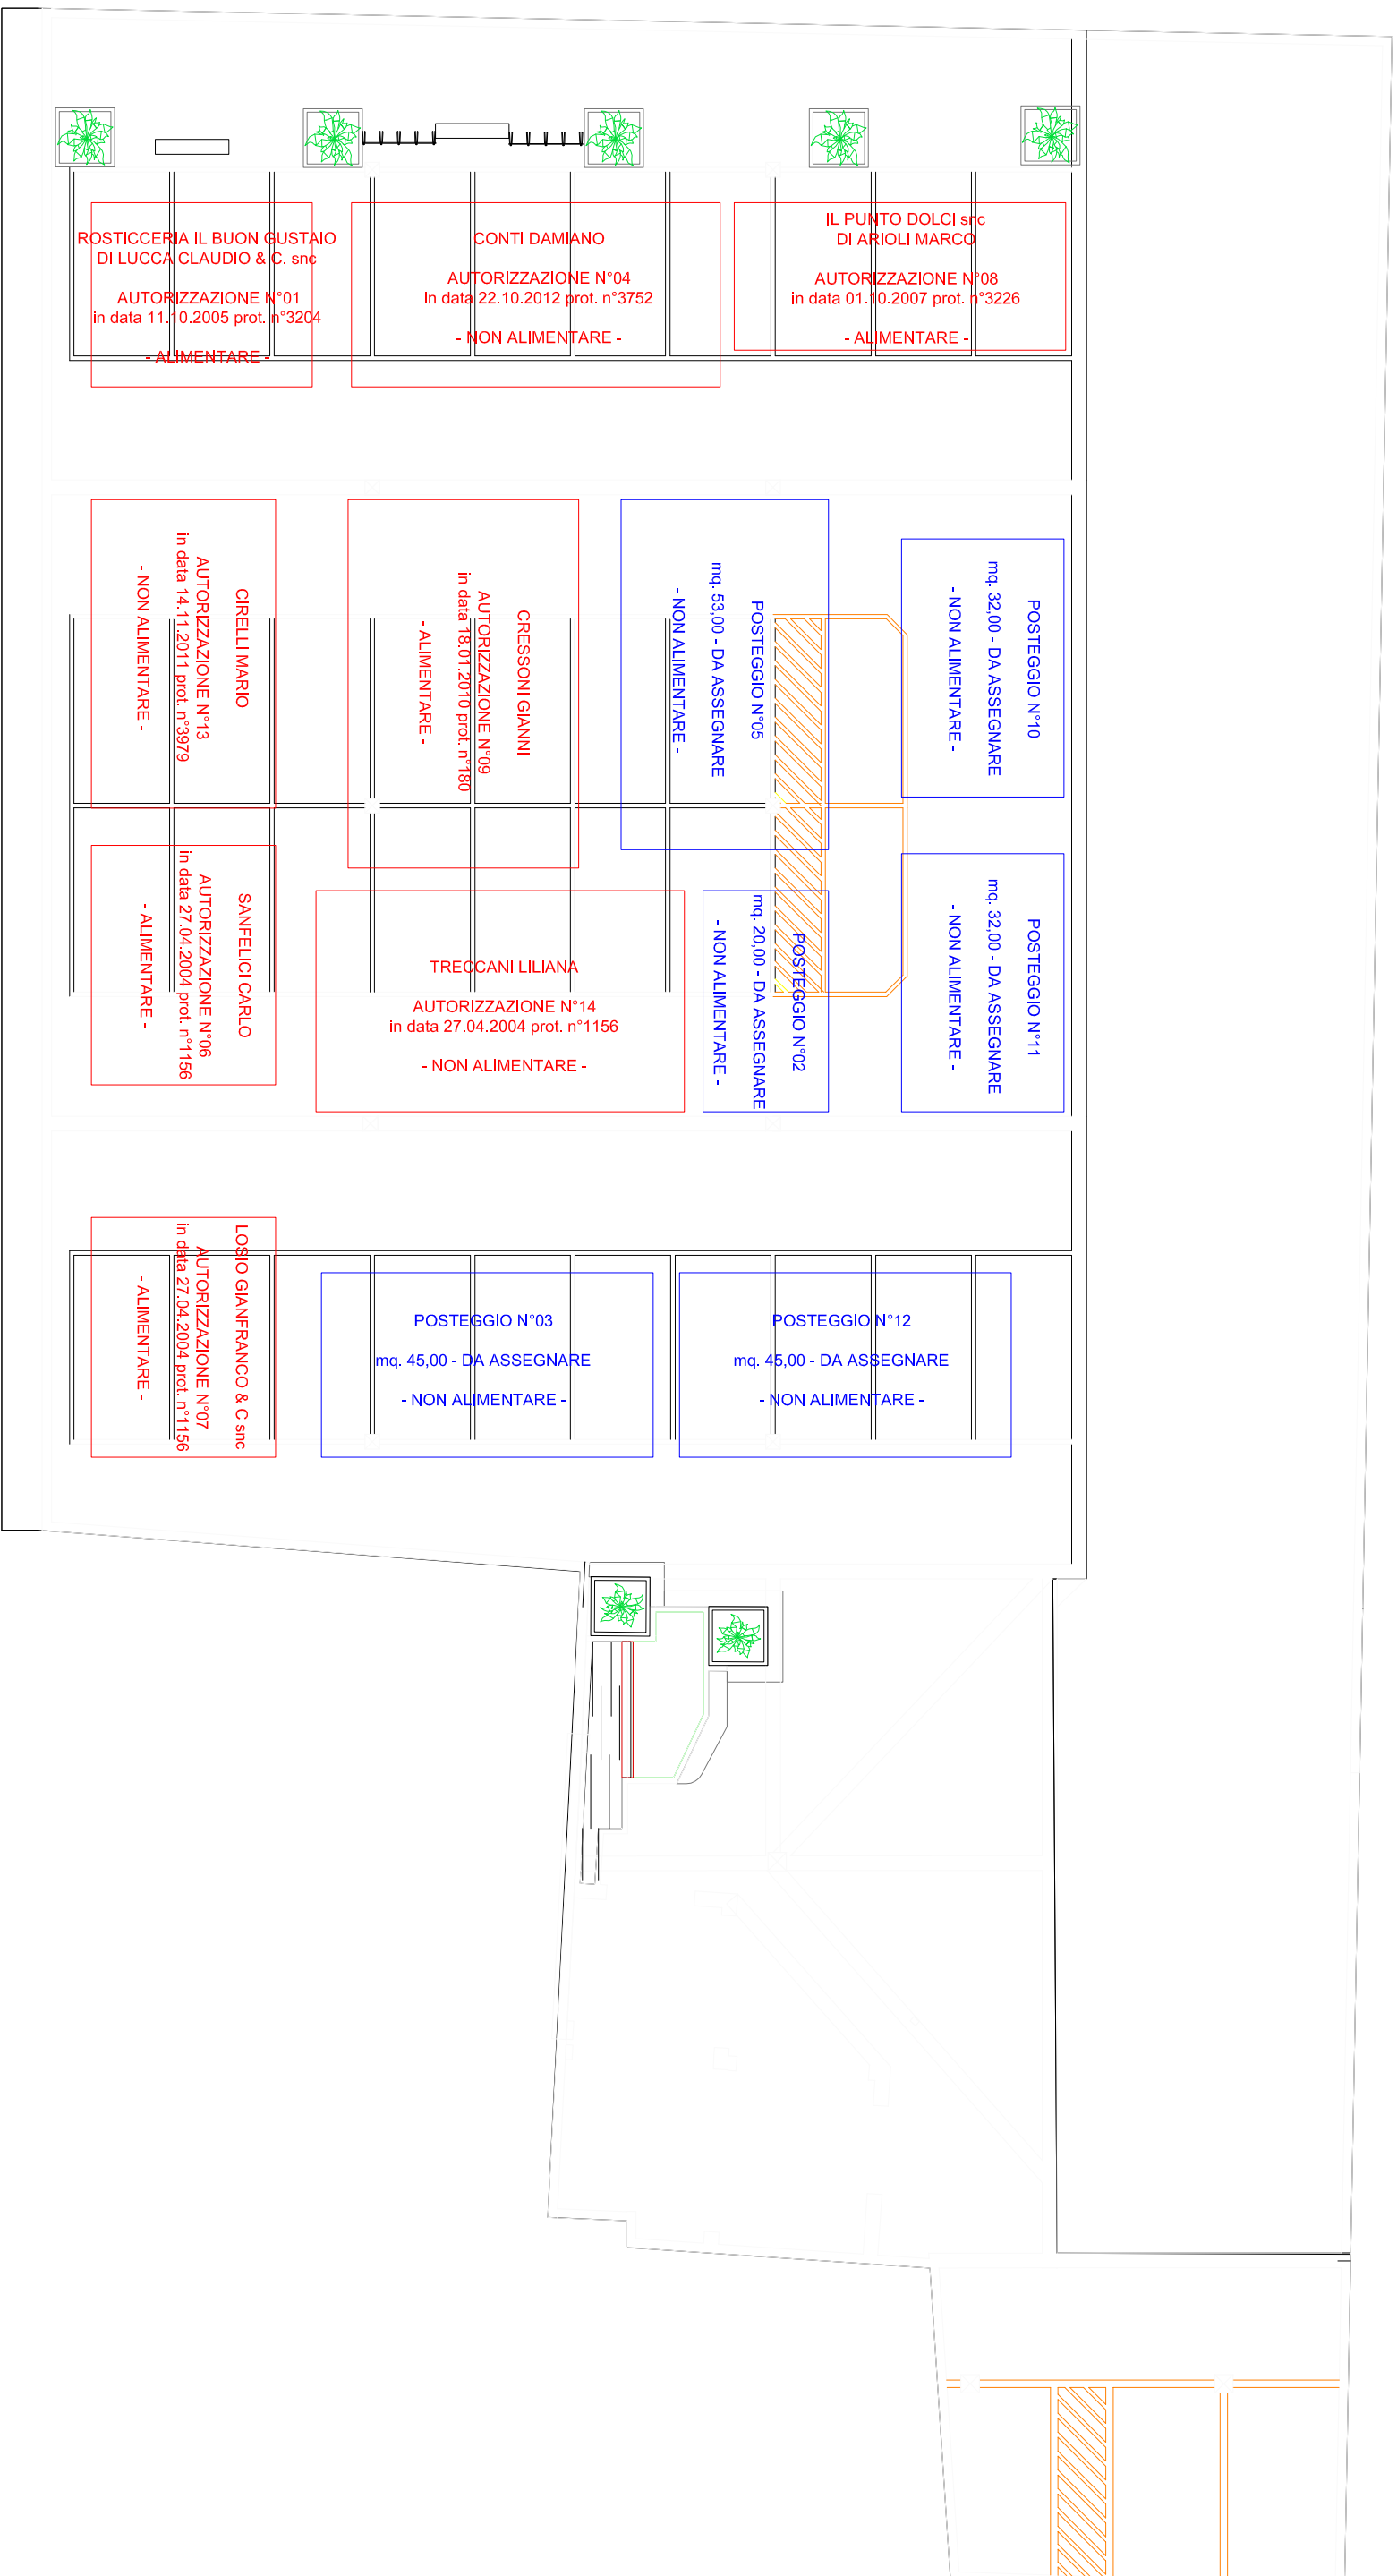 ROSTICCERIA IL BUON GUSTAIO
DI LUCCA CLAUDIO & C. snc
AUTORIZZAZIONE N°01
in data 11.10.2005 prot. n°3204
- ALIMENTARE -
CONTI DAMIANO
AUTORIZZAZIONE N°04
in data 22.10.2012 prot. n°3752
- NON ALIMENTARE -
IL PUNTO DOLCI snc
DI ARIOLI MARCO
AUTORIZZAZIONE N°08
in data 01.10.2007 prot. n°3226
- ALIMENTARE -
CIRELLI MARIO
AUTORIZZAZIONE N°13
in data 14.11.2011 prot. n°3979
- NON ALIMENTARE -
CRESSONI GIANNI
AUTORIZZAZIONE N°09
in data 18.01.2010 prot. n°180
- ALIMENTARE -
POSTEGGIO N°05
mq. 53,00 - DA ASSEGNARE
- NON ALIMENTARE -
POSTEGGIO N°10
mq. 32,00 - DA ASSEGNARE
- NON ALIMENTARE -
SANFELICI CARLO
AUTORIZZAZIONE N°06
in data 27.04.2004 prot. n°1156
- ALIMENTARE -
TRECCANI LILIANA
AUTORIZZAZIONE N°14
in data 27.04.2004 prot. n°1156
- NON ALIMENTARE -
POSTEGGIO N°02
mq. 20,00 - DA ASSEGNARE
- NON ALIMENTARE -
POSTEGGIO N°11
mq. 32,00 - DA ASSEGNARE
- NON ALIMENTARE -
LOSIO GIANFRANCO & C snc
AUTORIZZAZIONE N°07
in data 27.04.2004 prot. n°1156
- ALIMENTARE -
POSTEGGIO N°03
mq. 45,00 - DA ASSEGNARE
- NON ALIMENTARE -
POSTEGGIO N°12
mq. 45,00 - DA ASSEGNARE
- NON ALIMENTARE -